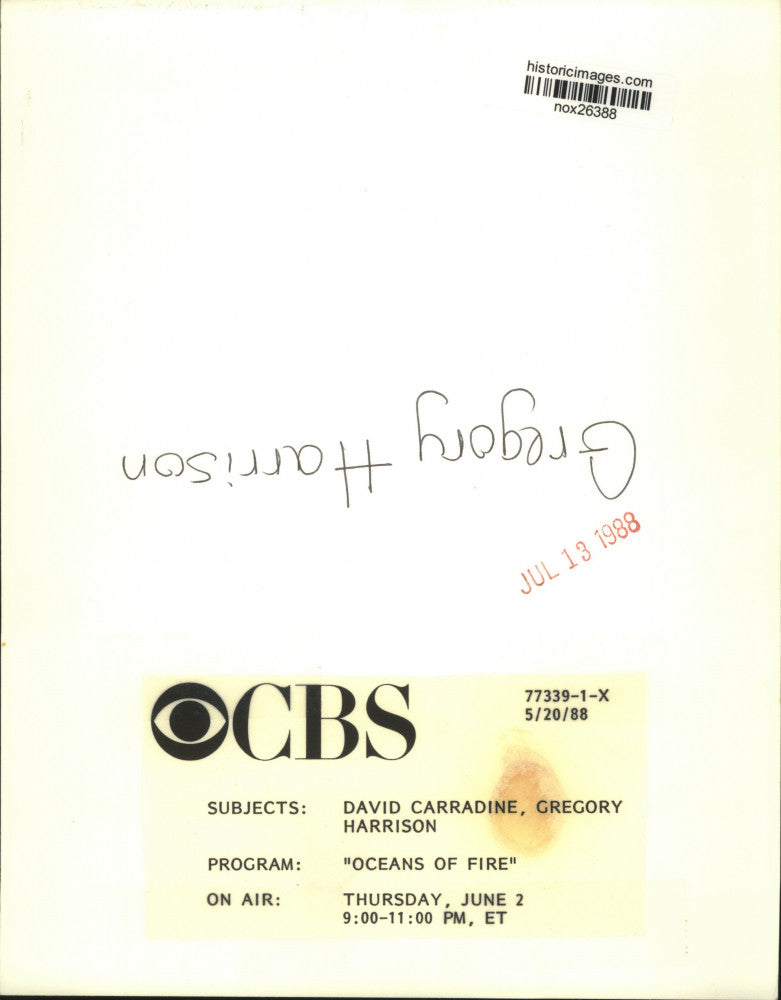 historicimages.com
nox26388
Gregory Harrison
JUL 13 1988
CBS
77339-1-X
5/20/88
SUBJECTS: DAVID CARRADINE, GREGORY
HARRISON
PROGRAM: "OCEANS OF FIRE"
ON AIR: THURSDAY, JUNE 2
9:00-11:00 PM, ET